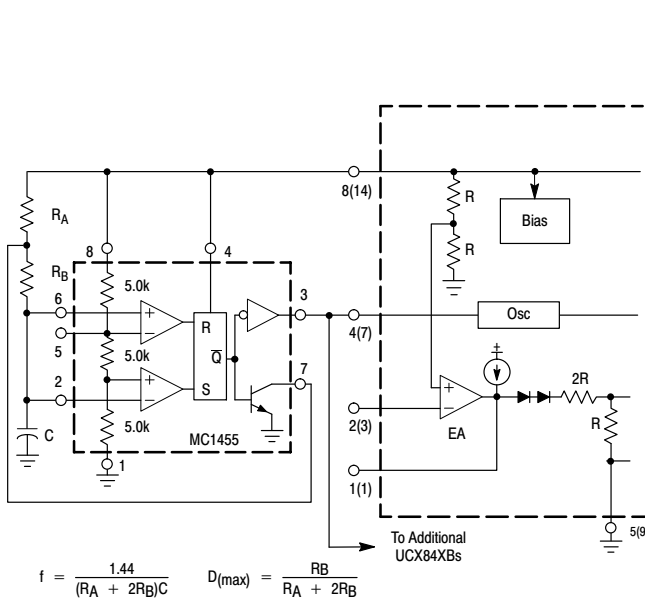 8(14)
R
RA
Bias
R
8
4
RB
5.0k
6
3
R
Osc
4(7)
5
5.0k
Q
7
2
S
2R
2(3)
R
EA
C
5.0k
MC1455
1
1(1)
To Additional
UCX84XBs
5(9
f = 1.44
(RA + 2RB)C
D(max) = RB
RA + 2RB